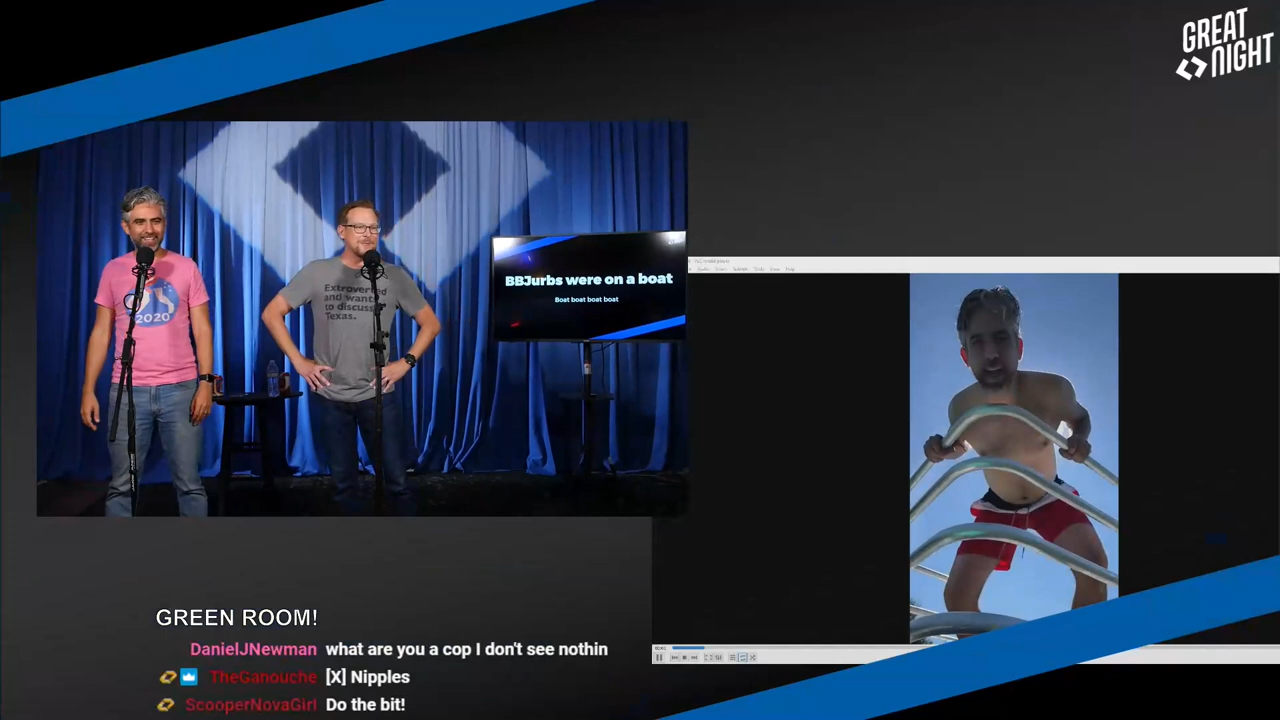 GREAT
NIGHT
2020
Extroverted
and wants
to discuss
Texas.
BBJurbs were on a boat
Boat boat boat boat
GREEN ROOM!
DanielJNewman what are you a cop I don't see nothin
TheGanouche [X] Nipples
ScooperNovaGirl Do the bit!